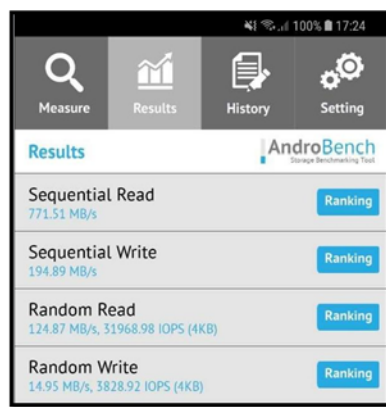 100% 17:24
Measure Results History Setting
Results AndroBench
Storage Benchmarking Tool
Sequential Read
771.51 MB/s Ranking
Sequential Write
194.89 MB/s Ranking
Random Read
124.87 MB/s, 31968.98 IOPS (4KB) Ranking
Random Write
14.95 MB/s, 3828.92 IOPS (4KB) Ranking